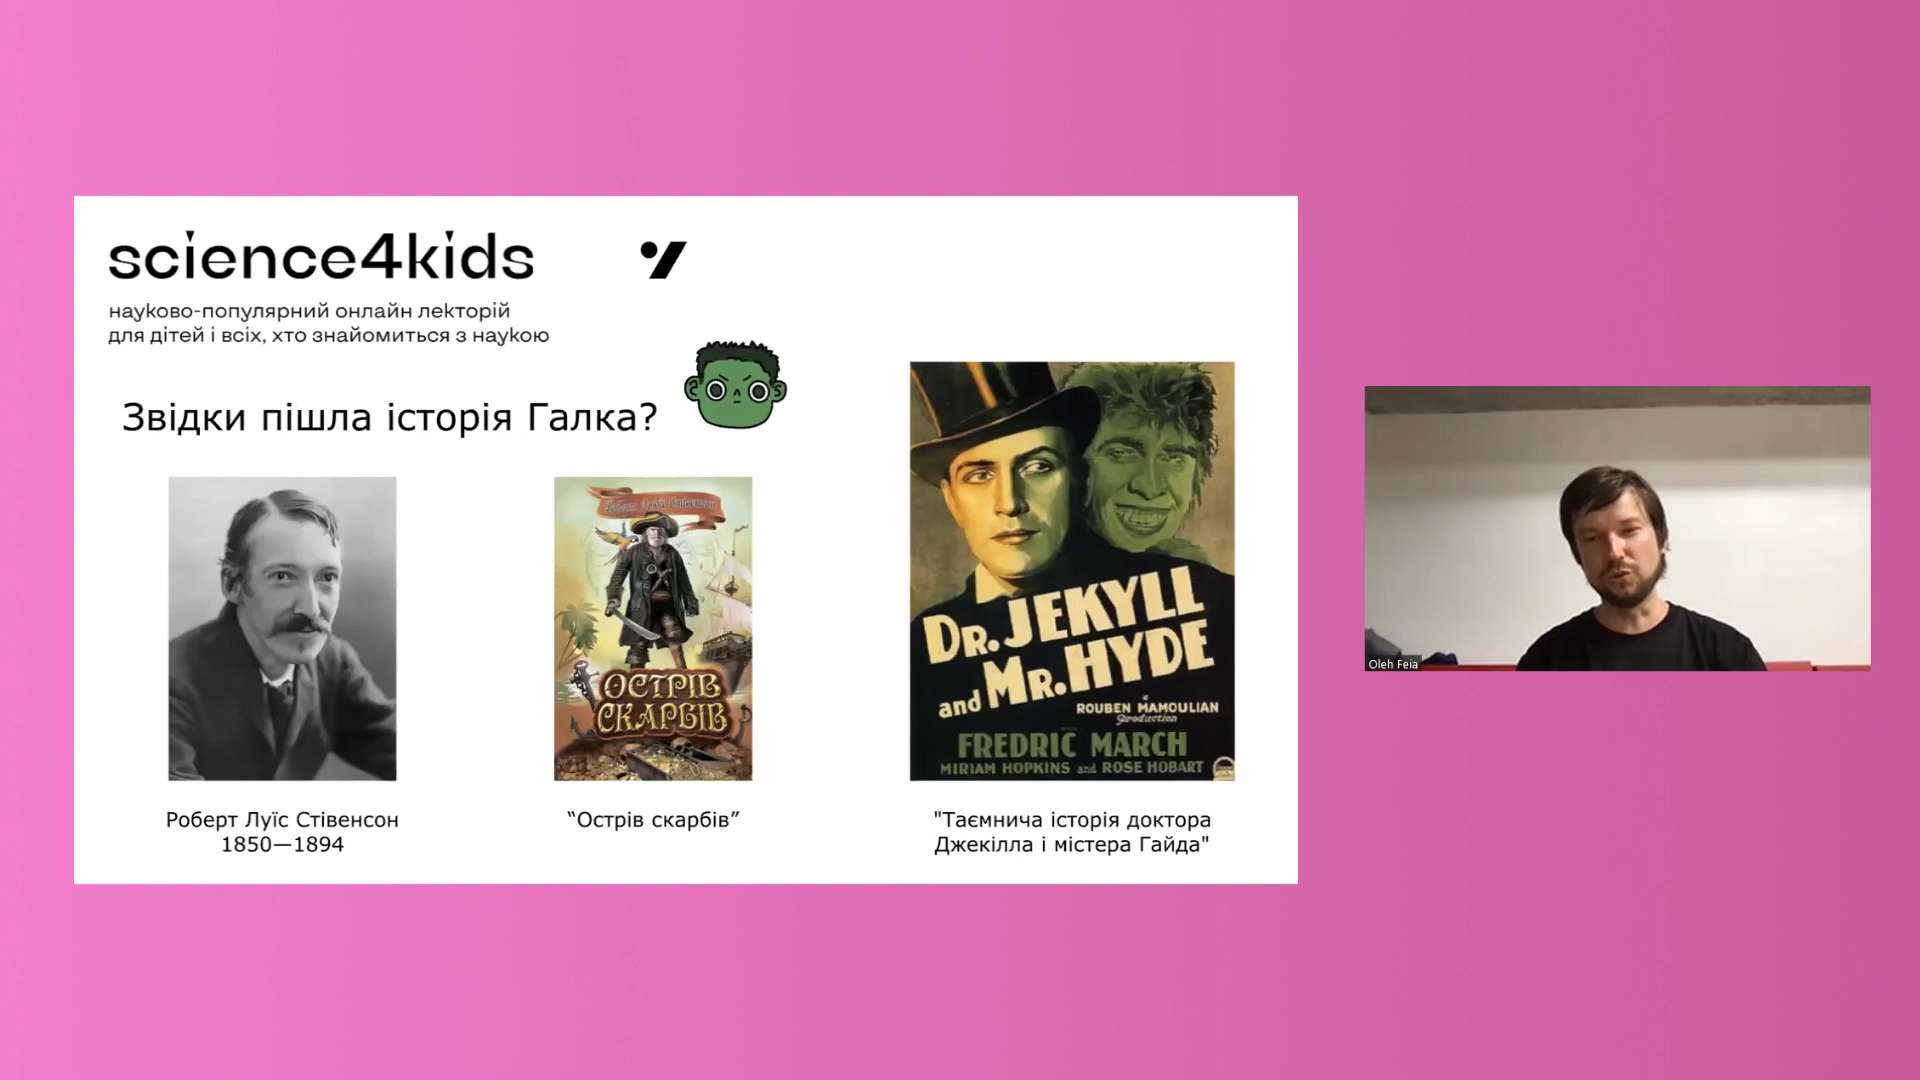 science4kids
науково-популярний онлайн лекторій
для дітей і всіх, хто знайомиться з наукою
Звідки пішла історія Галка?
ОСТРІВ
СКАРБІВ
DR. JEKYLL
and MR. HYDE
a
ROUBEN MAMOULIAN
Production
FREDRIC MARCH
MIRIAM HOPKINS and ROSE HOBART
Роберт Луїс Стівенсон
1850—1894
“Острів скарбів”
"Таємнича історія доктора
Джекілла і містера Гайда"
Oleh Feia